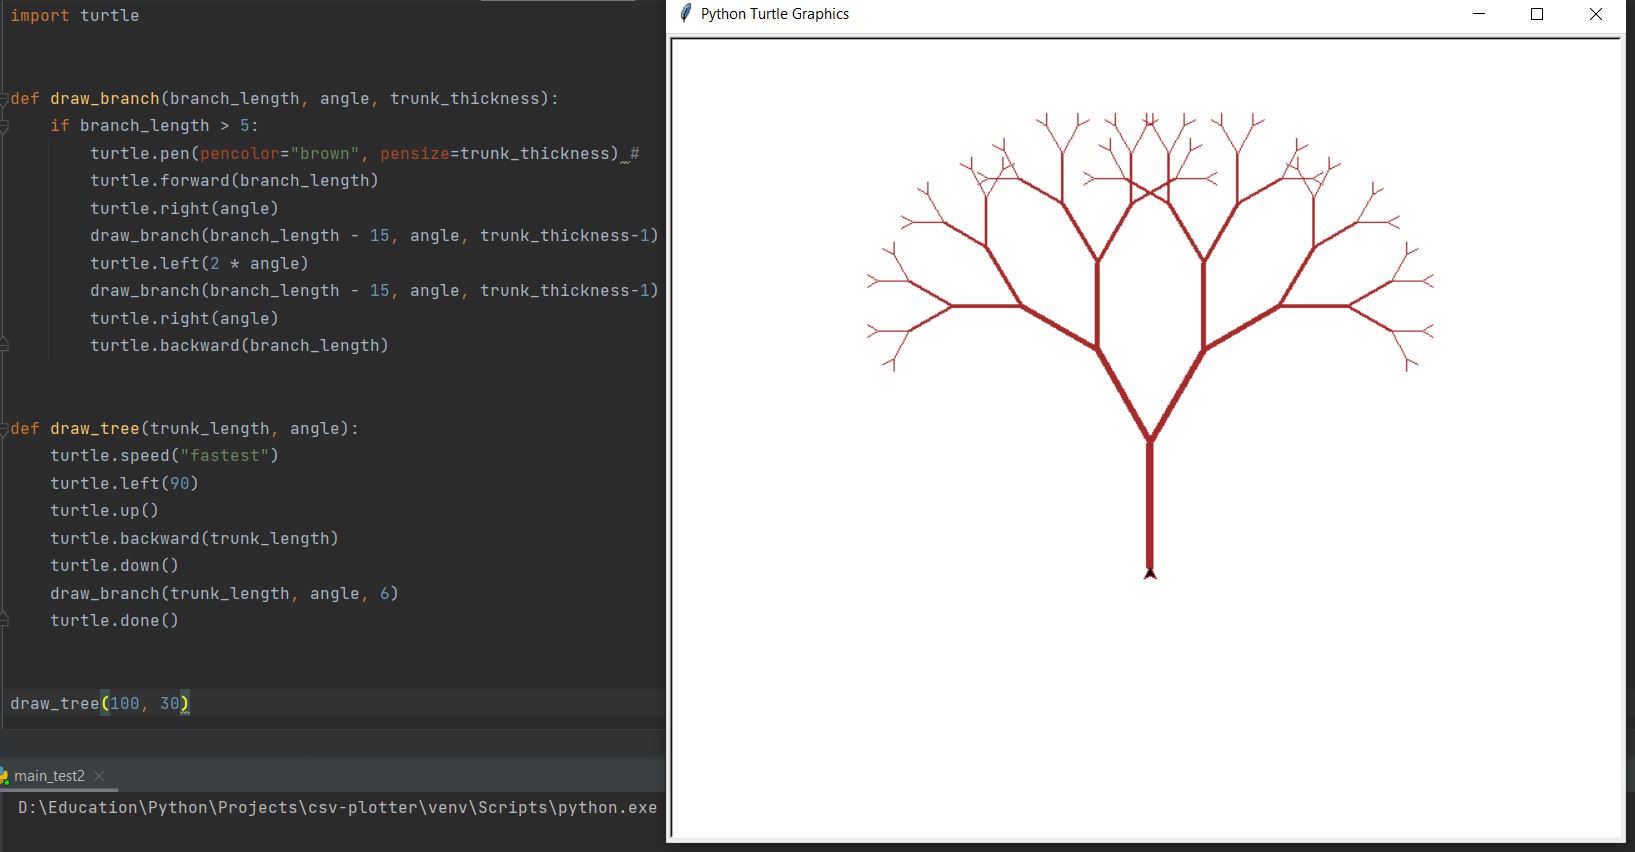 import turtle
def draw_branch(branch_length, angle, trunk_thickness):
    if branch_length > 5:
        turtle.pen(pencolor="brown", pensize=trunk_thickness) #
        turtle.forward(branch_length)
        turtle.right(angle)
        draw_branch(branch_length - 15, angle, trunk_thickness-1)
        turtle.left(2 * angle)
        draw_branch(branch_length - 15, angle, trunk_thickness-1)
        turtle.right(angle)
        turtle.backward(branch_length)
def draw_tree(trunk_length, angle):
    turtle.speed("fastest")
    turtle.left(90)
    turtle.up()
    turtle.backward(trunk_length)
    turtle.down()
    draw_branch(trunk_length, angle, 6)
    turtle.done()
draw_tree(100, 30)
main_test2
D:\Education\Python\Projects\csv-plotter\venv\Scripts\python.exe
Python Turtle Graphics